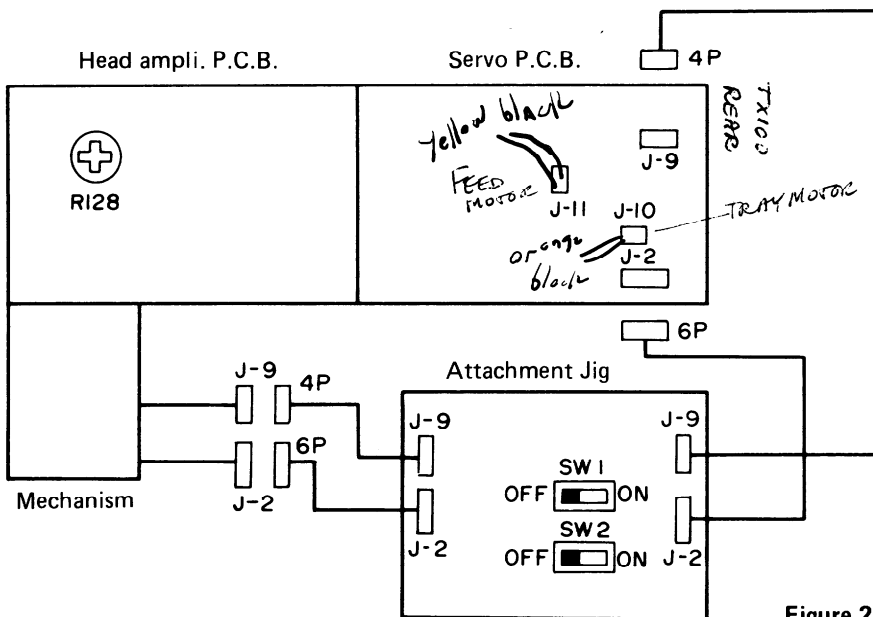 Head ampli. P.C.B.
Servo P.C.B.
4P
yellow black
TX100
REAR
J-9
R128
FEED
MOTOR
J-11
J-10
TRAY MOTOR
orange
black
J-2
6P
Attachment Jig
J-9
4P
J-9
J-9
6P
SW1
OFF
ON
Mechanism
J-2
SW2
J-2
OFF
ON
J-2
Figure 2